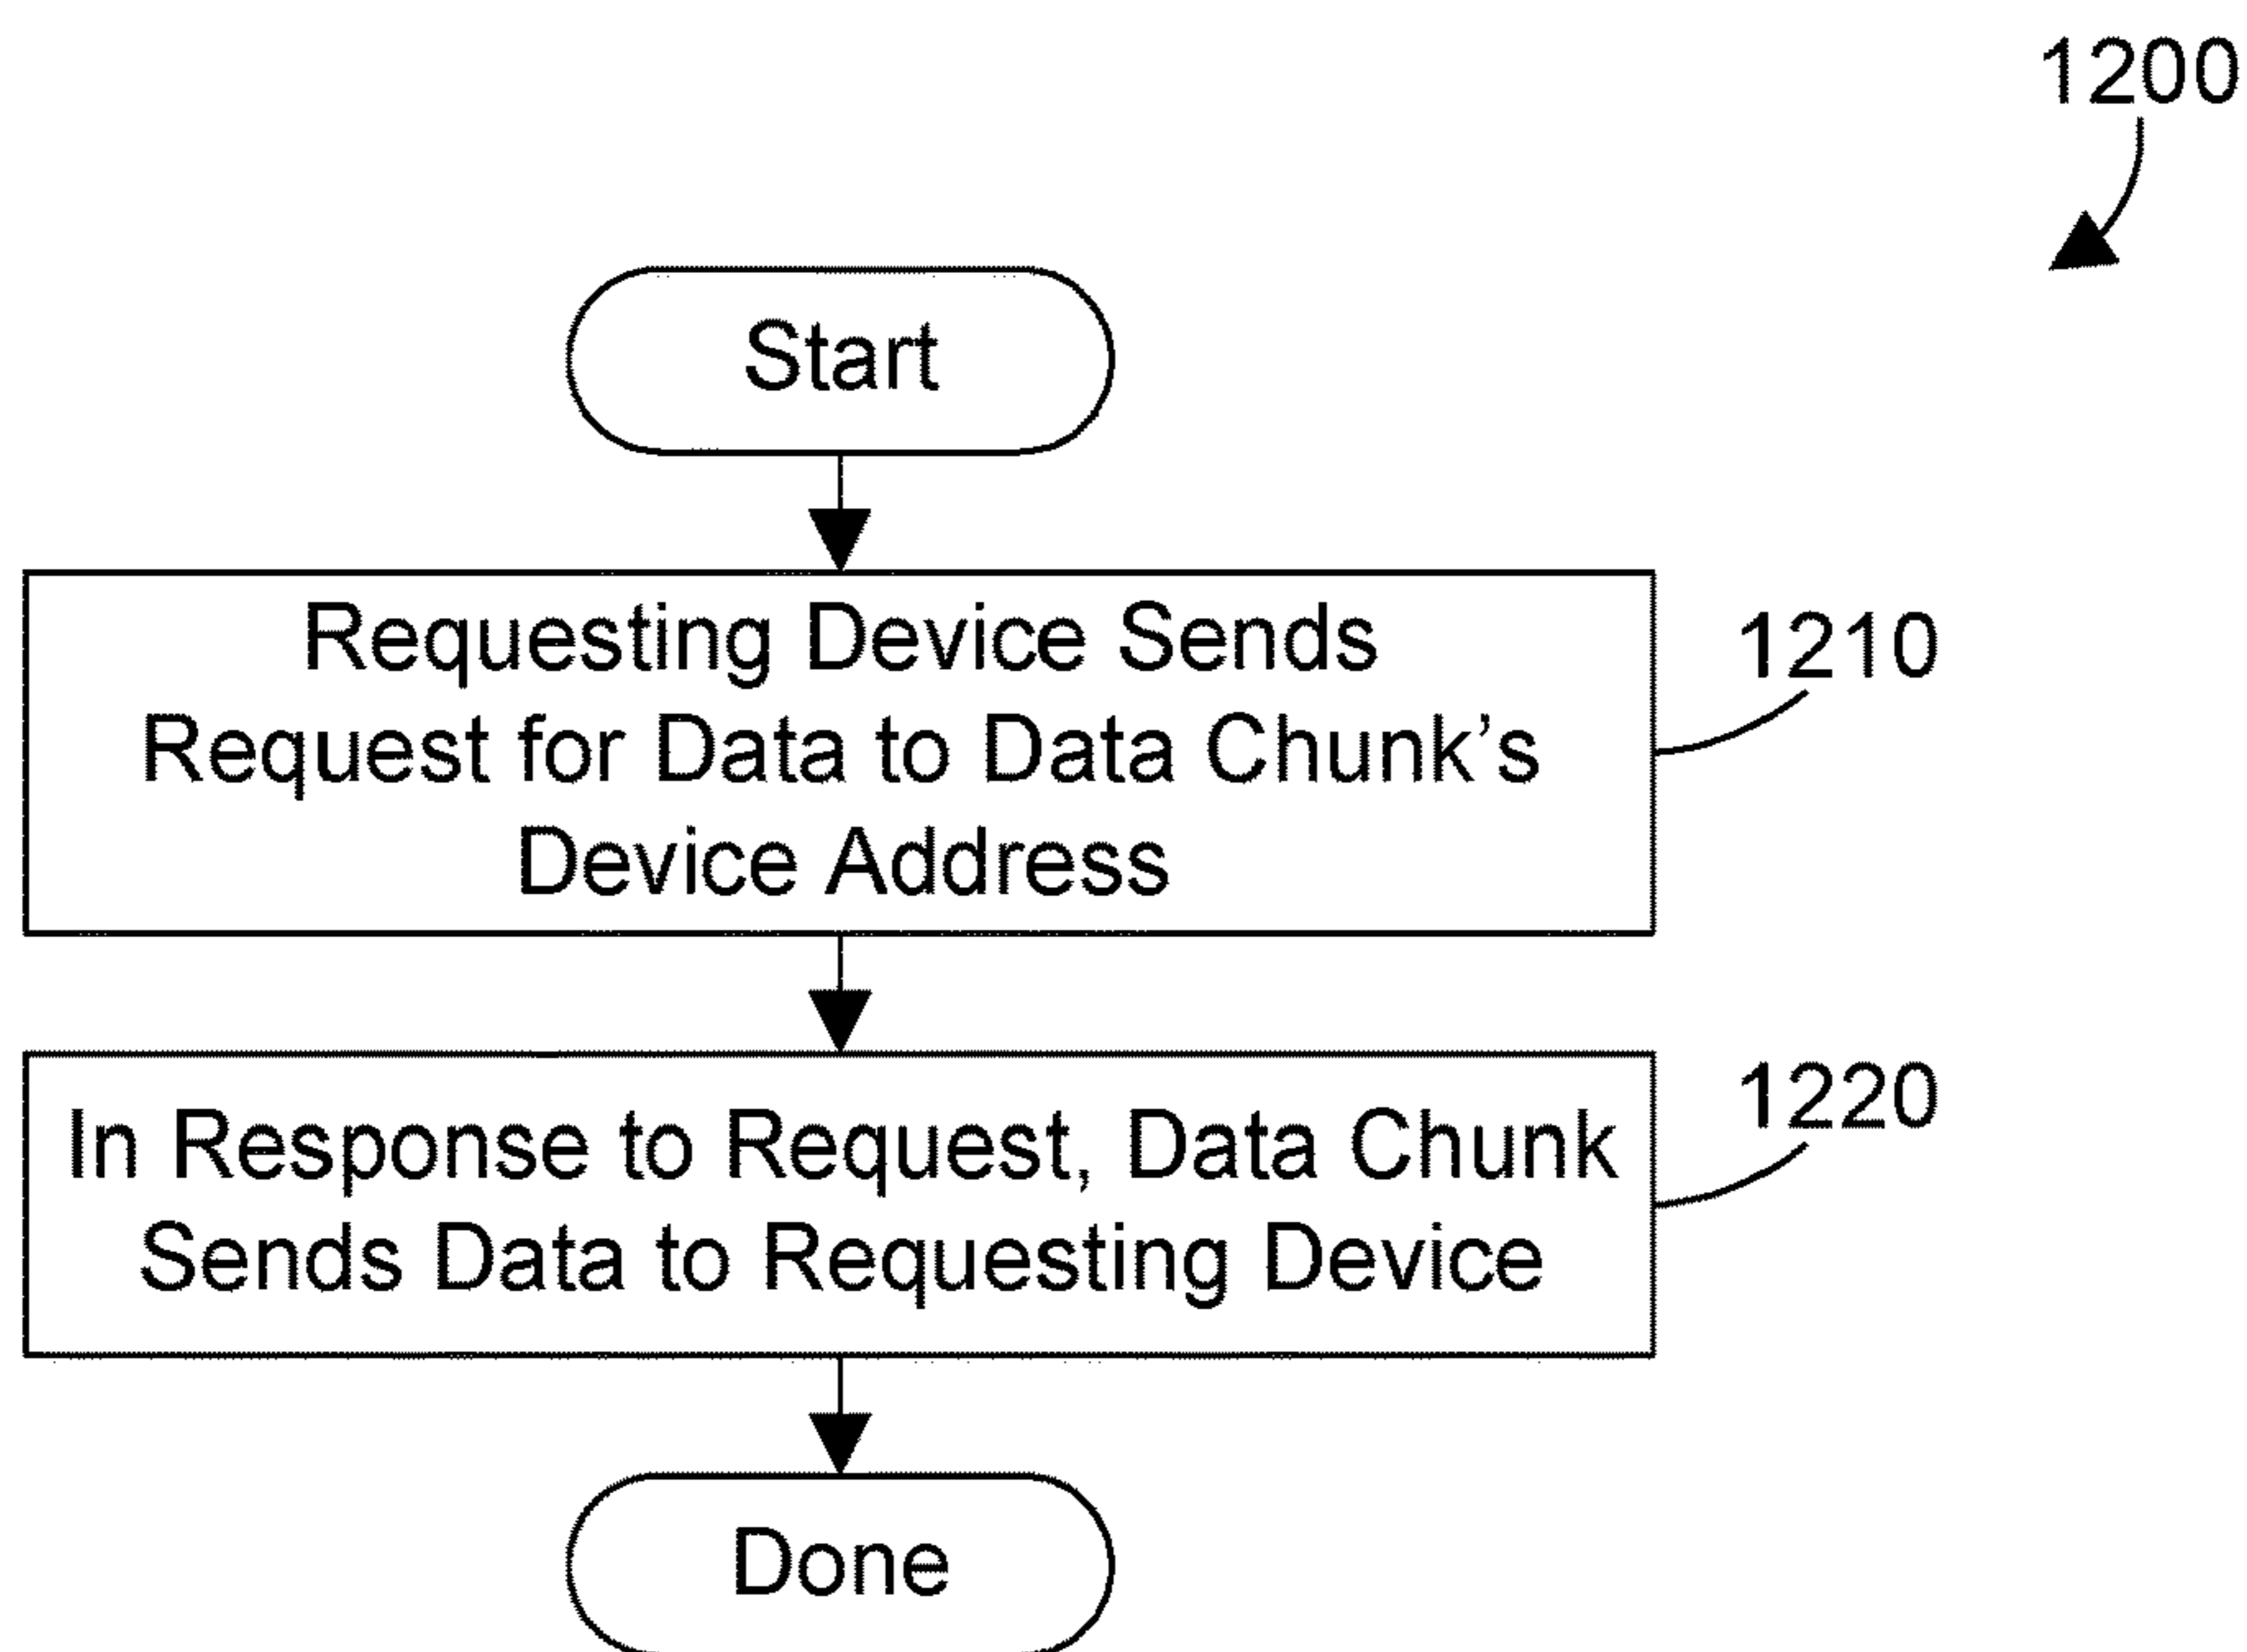 1200
Start
Requesting Device Sends
Request for Data to Data Chunk’s
Device Address
1210
In Response to Request, Data Chunk
Sends Data to Requesting Device
1220
Done